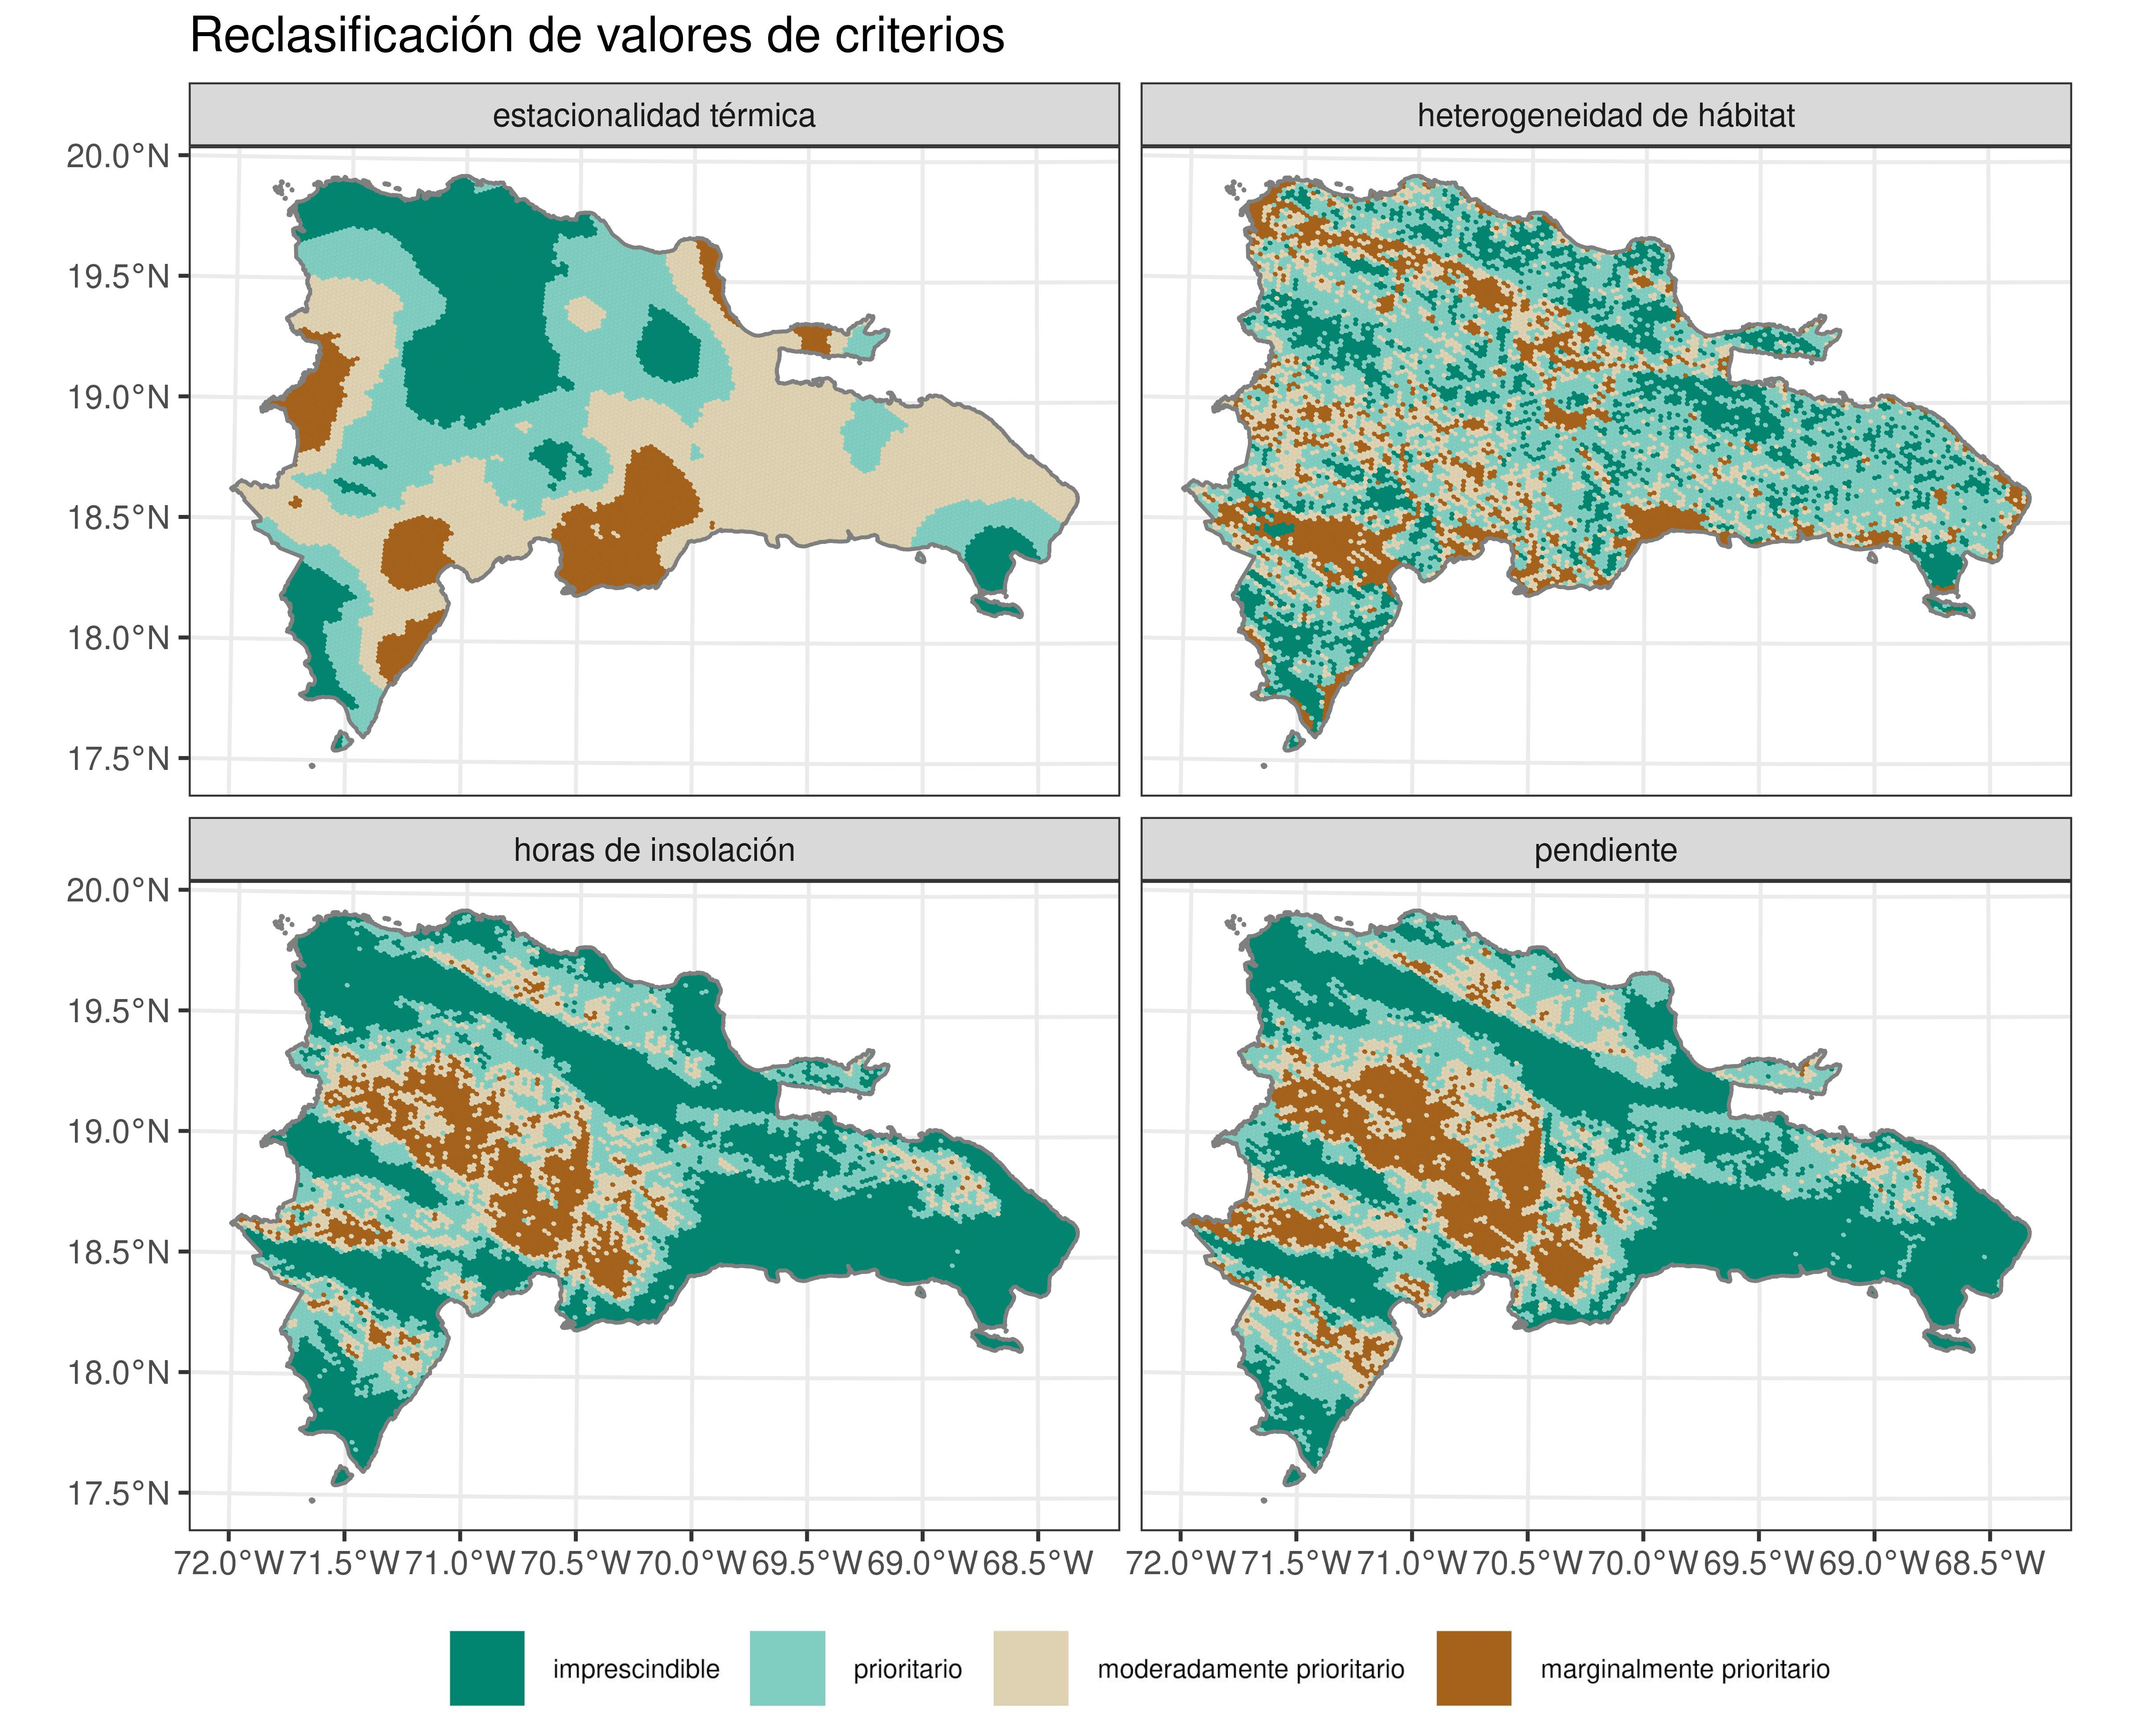 Reclasificación de valores de criterios
estacionalidad térmica
heterogeneidad de hábitat
20.0°N
19.5°N
19.0°N
18.5°N
18.0°N
17.5°N
horas de insolación
pendiente
20.0°N
19.5°N
19.0°N
18.5°N
18.0°N
17.5°N
72.0°W 71.5°W 71.0°W 70.5°W 70.0°W 69.5°W 69.0°W 68.5°W
72.0°W 71.5°W 71.0°W 70.5°W 70.0°W 69.5°W 69.0°W 68.5°W
imprescindible prioritario moderadamente prioritario marginalmente prioritario